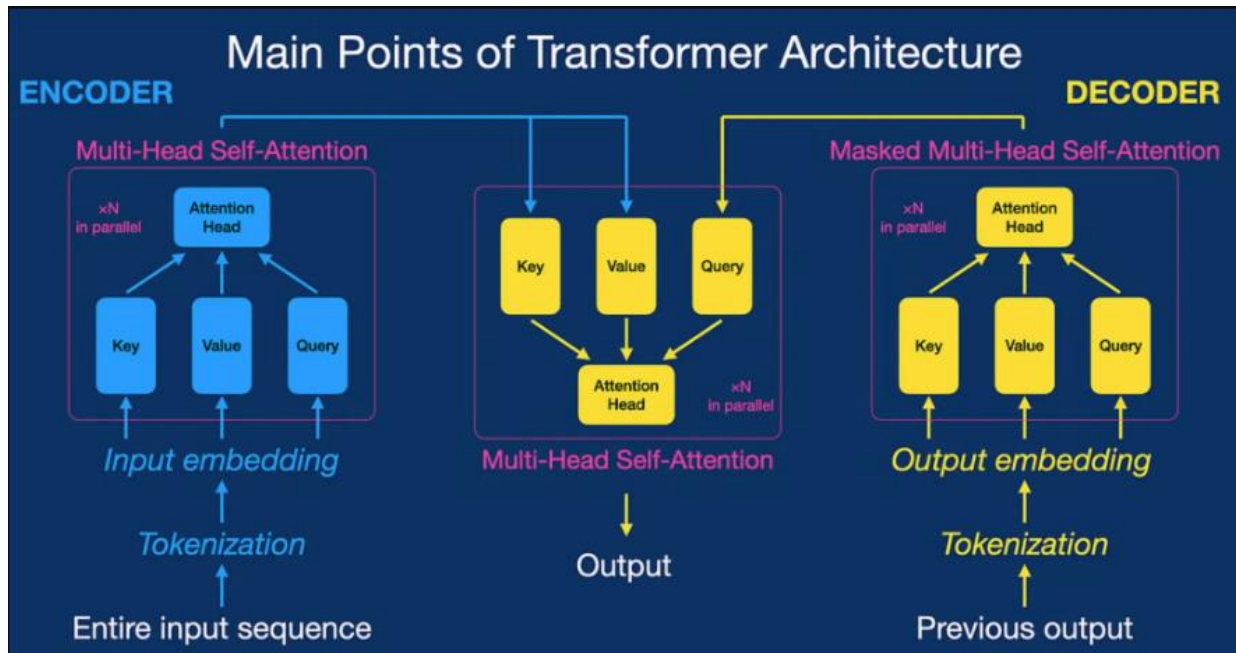 Main Points of Transformer Architecture
ENCODER
DECODER
Multi-Head Self-Attention
×N
in parallel
Attention
Head
Key
Value
Query
Input embedding
Tokenization
Entire input sequence
Key
Value
Query
Attention
Head
×N
in parallel
Multi-Head Self-Attention
Output
Masked Multi-Head Self-Attention
×N
in parallel
Attention
Head
Key
Value
Query
Output embedding
Tokenization
Previous output